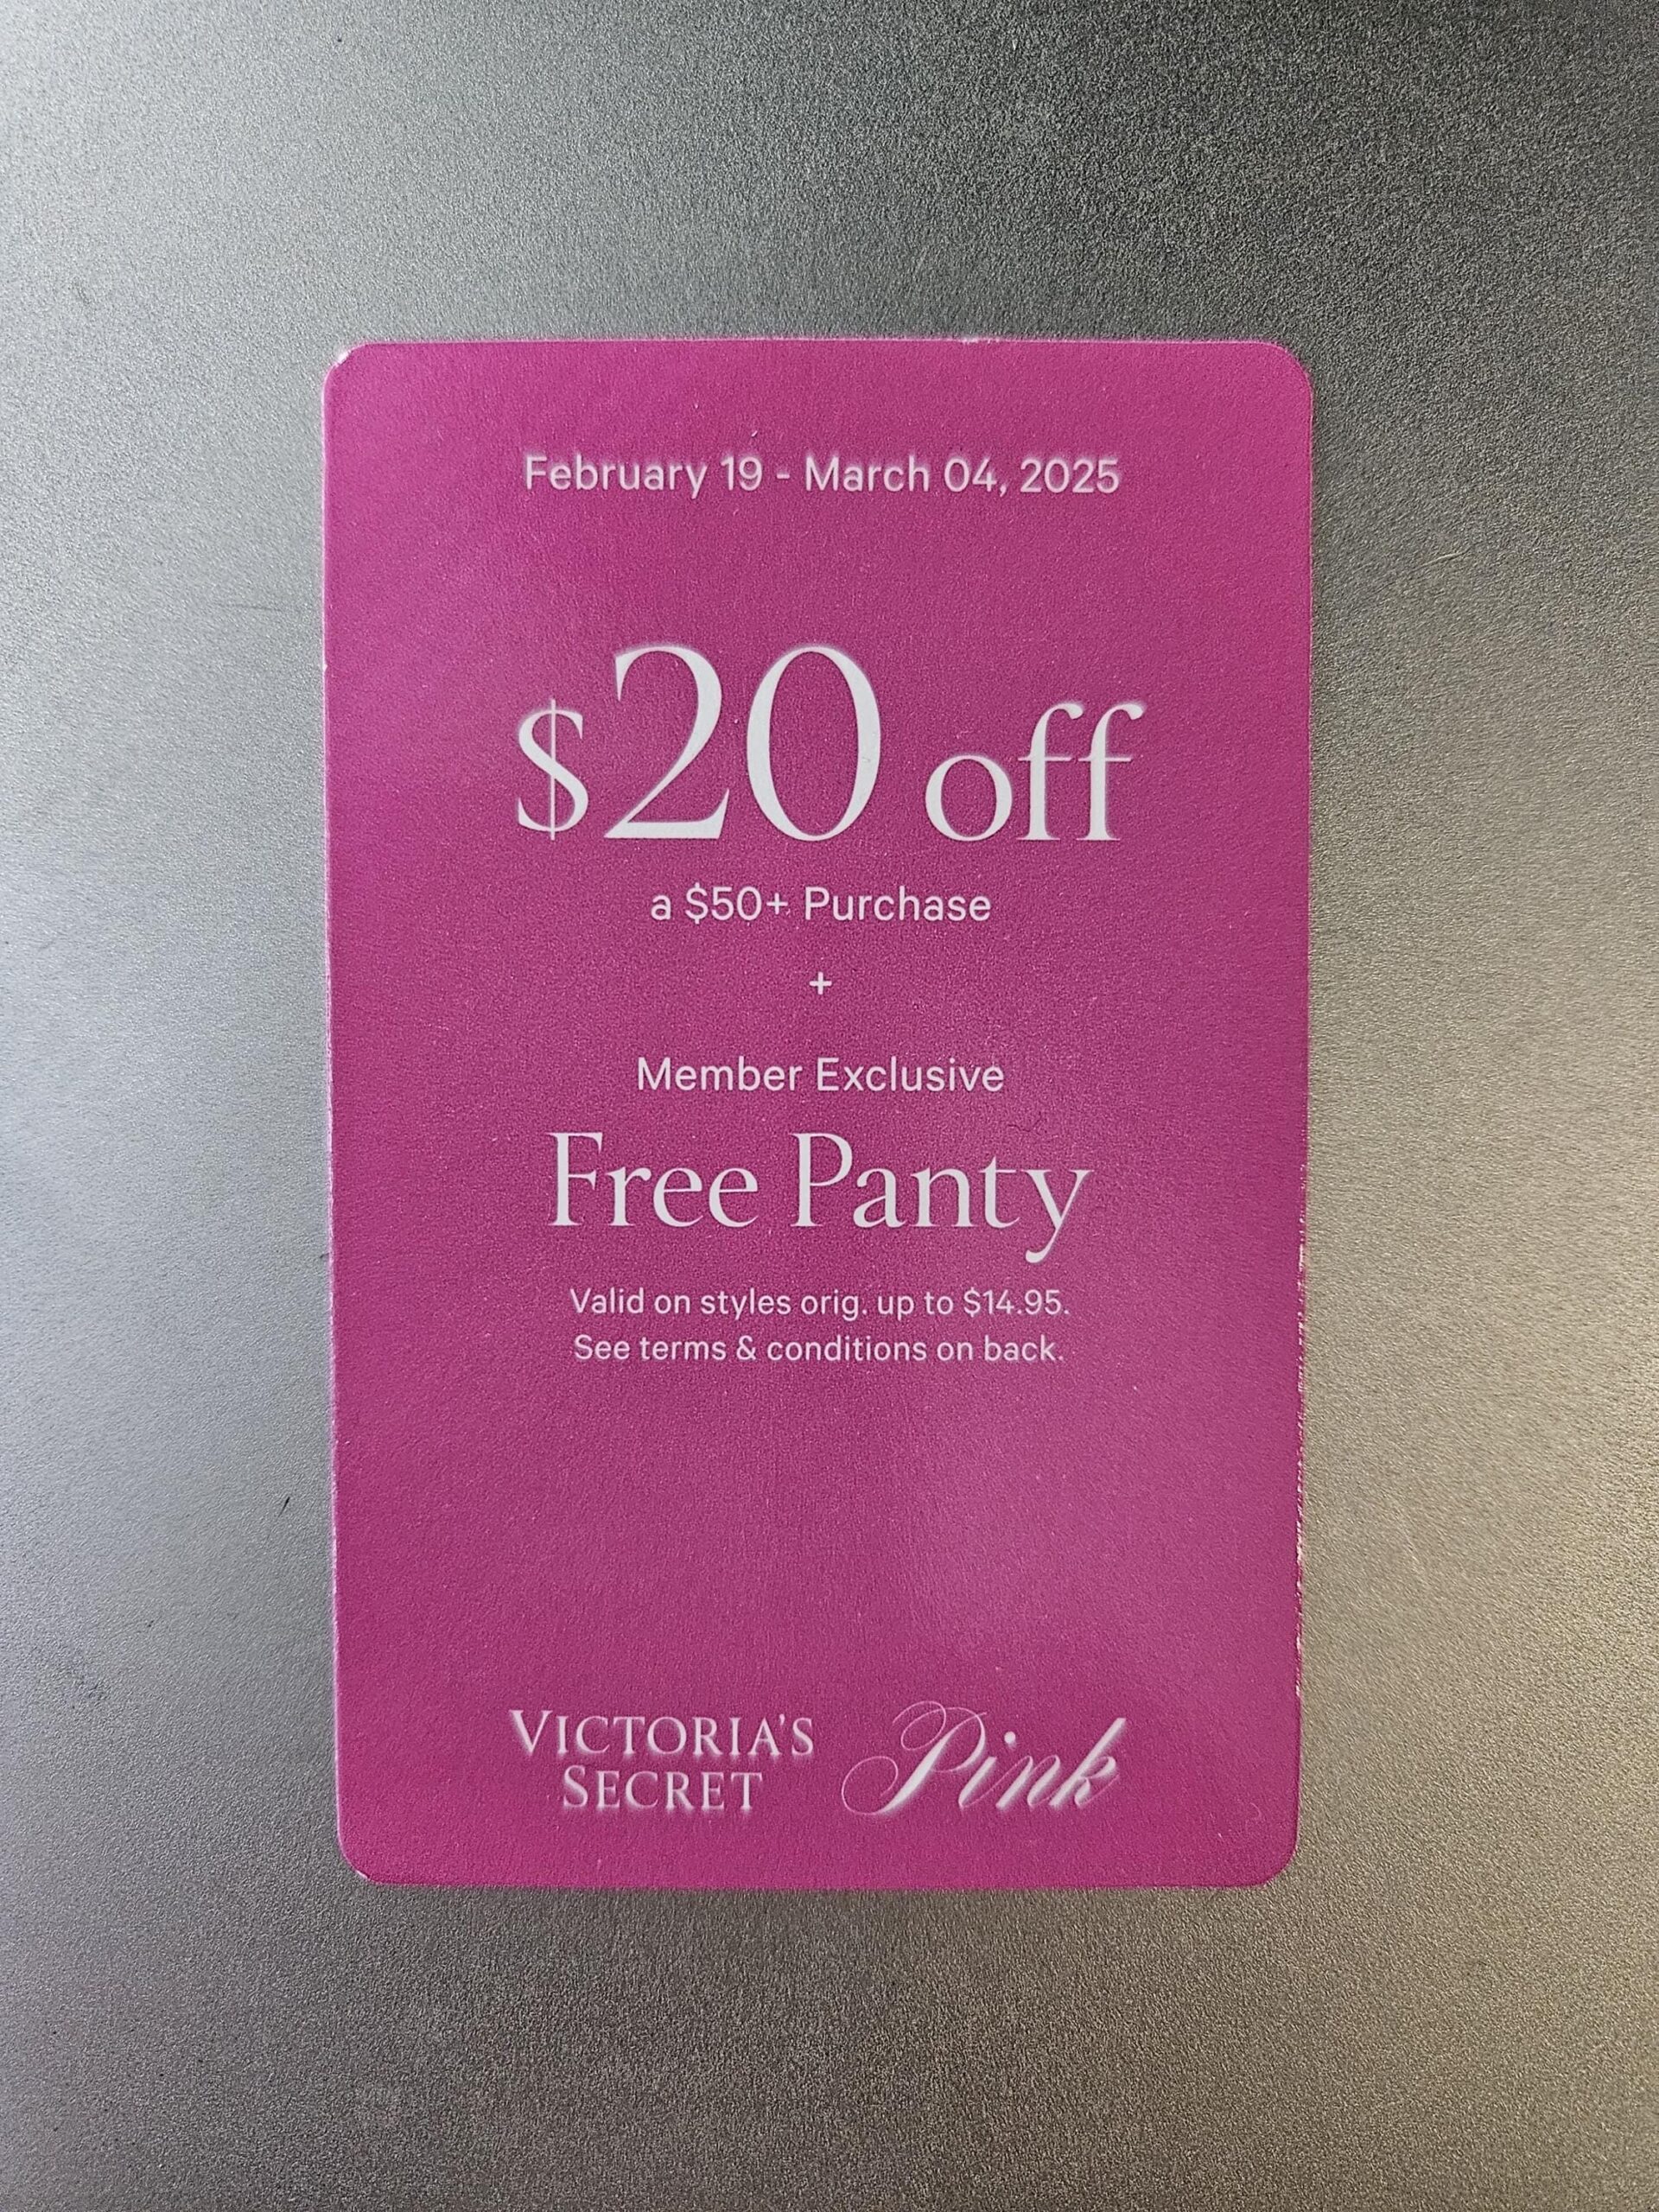 February 19 - March 04, 2025
$20 off
a $50+ Purchase
+
Member Exclusive
Free Panty
Valid on styles orig. up to $14.95.
See terms & conditions on back.
VICTORIA'S
SECRET
Pink